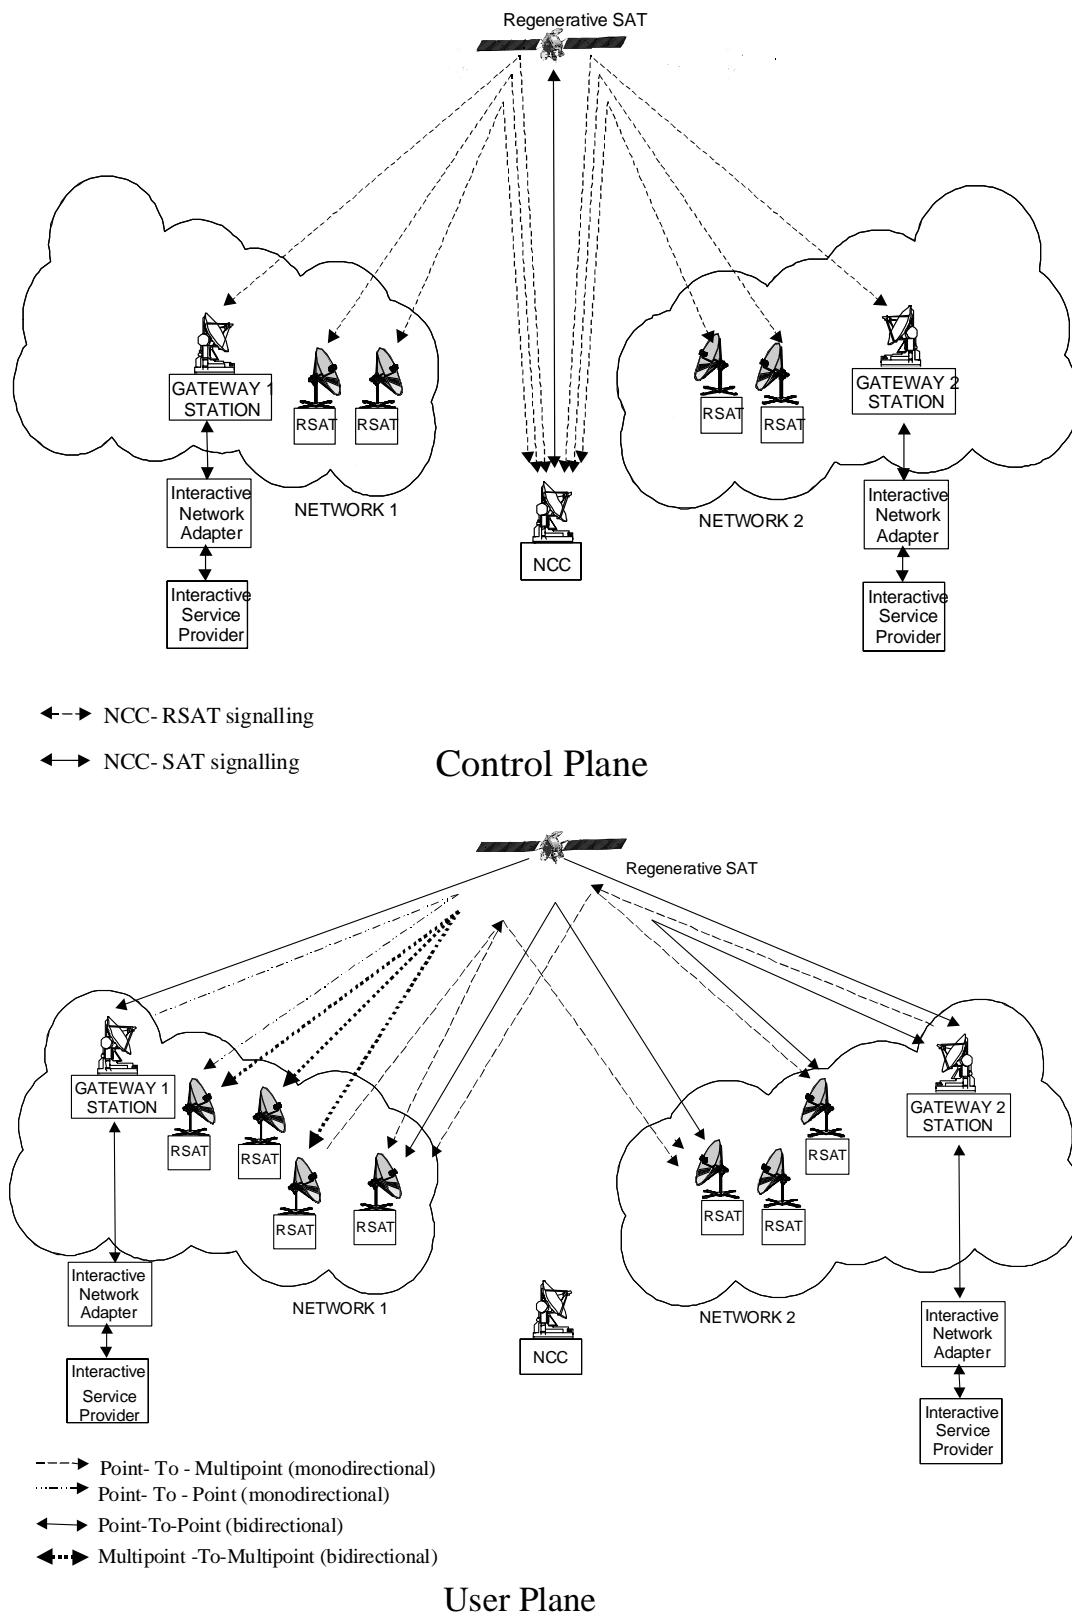 Regenerative SAT
GATEWAY 1
STATION
RSAT
RSAT
RSAT
RSAT
GATEWAY 2
STATION
Interactive
Network
Adapter
NETWORK 1
NETWORK 2
Interactive
Network
Adapter
NCC
Interactive
Service
Provider
Interactive
Service
Provider
NCC- RSAT signalling
NCC- SAT signalling
Control Plane
Regenerative SAT
GATEWAY 1
STATION
RSAT
RSAT
RSAT
RSAT
RSAT
RSAT
RSAT
GATEWAY 2
STATION
Interactive
Network
Adapter
NETWORK 1
NETWORK 2
Interactive
Network
Adapter
NCC
Interactive
Service
Provider
Interactive
Service
Provider
Point- To - Multipoint (monodirectional)
Point- To - Point (monodirectional)
Point-To-Point (bidirectional)
Multipoint -To-Multipoint (bidirectional)
User Plane